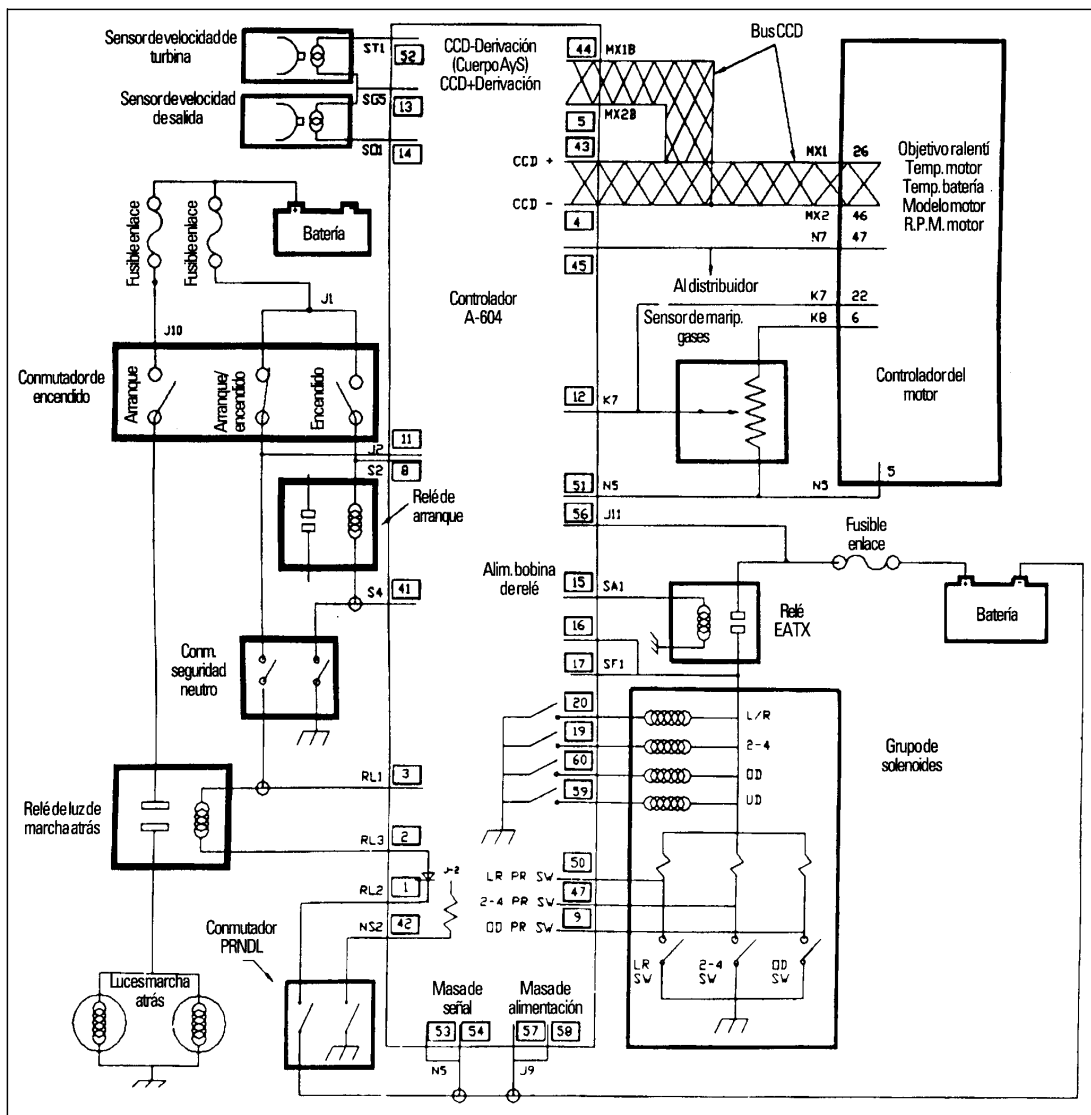 Sensor de velocidad de
turbina
ST1
52
SG5
13
Sensor de velocidad
de salida
SO1
14
CCD-Derivación
(Cuerpo AyS)
CCD+Derivación
44
MX1B
MX2B
5
43
CCD +
CCD -
4
45
Bus CCD
MX1
26
MX2
46
N7
47
Objetivo ralentí
Temp. motor
Temp. batería
Modelo motor
R.P.M. motor
Al distribuidor
K7
22
K8
6
Sensor de marip.
gases
Controlador del
motor
12
K7
51
N5
N5
5
56
J11
Fusible enlace
Fusible enlace
Batería
J1
J10
Controlador
A-604
Conmutador de
encendido
Arranque
Arranque/
encendido
Encendido
11
J2
S2
8
Relé de
arranque
S4
41
Conm.
seguridad
neutro
Alim. bobina
de relé
15
SA1
16
17
SF1
Relé
EATX
Fusible
enlace
Batería
20
19
60
59
L/R
2-4
OD
UD
Grupo de
solenoides
RL1
3
Relé de luz de
marcha atrás
RL3
2
J-2
RL2
1
NS2
42
LR PR SW
50
2-4 PR SW
47
OD PR SW
9
LR
SW
2-4
SW
OD
SW
Conmutador
PRNDL
Luces marcha
atrás
Masa de
señal
Masa de
alimentación
53
54
57
58
N5
J9